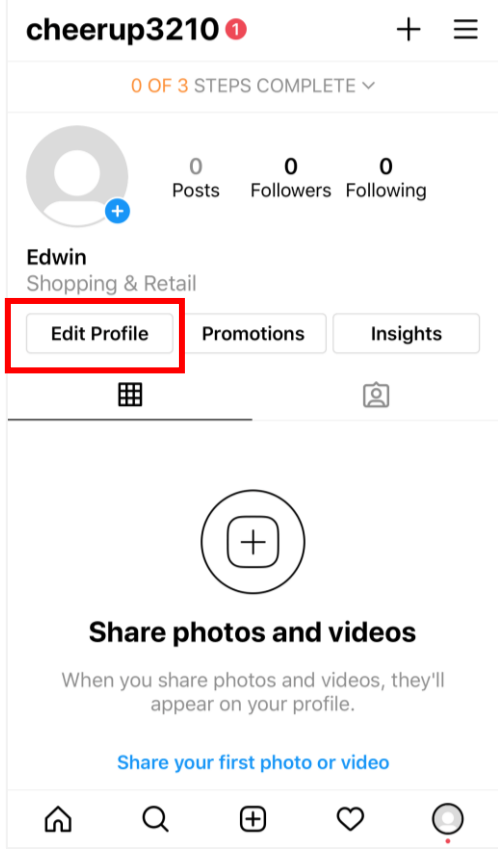 cheerup3210 1
0 OF 3 STEPS COMPLETE
0 0 0
Posts Followers Following
Edwin
Shopping & Retail
Edit Profile Promotions Insights
Share photos and videos
When you share photos and videos, they'll
appear on your profile.
Share your first photo or video